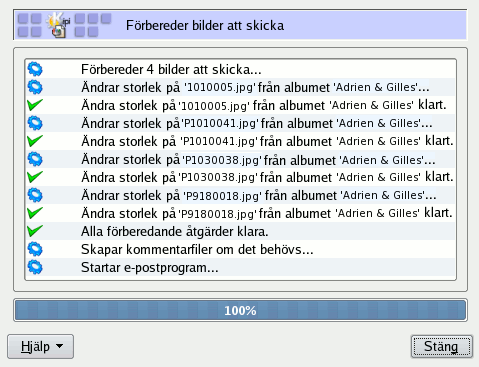 Förbereder bilder att skicka
Förbereder 4 bilder att skicka...
Ändrar storlek på '1010005.jpg' från albumet 'Adrien & Gilles'...
Ändra storlek på '1010005.jpg' från albumet 'Adrien & Gilles' klart.
Ändrar storlek på 'P1010041.jpg' från albumet 'Adrien & Gilles'...
Ändra storlek på 'P1010041.jpg' från albumet 'Adrien & Gilles' klart.
Ändrar storlek på 'P1030038.jpg' från albumet 'Adrien & Gilles'...
Ändra storlek på 'P1030038.jpg' från albumet 'Adrien & Gilles' klart.
Ändrar storlek på 'P9180018.jpg' från albumet 'Adrien & Gilles'...
Ändra storlek på 'P9180018.jpg' från albumet 'Adrien & Gilles' klart.
Alla förberedande åtgärder klara.
Skapar kommentarfiler om det behövs...
Startar e-postprogram...
100%
Hjälp
Stäng